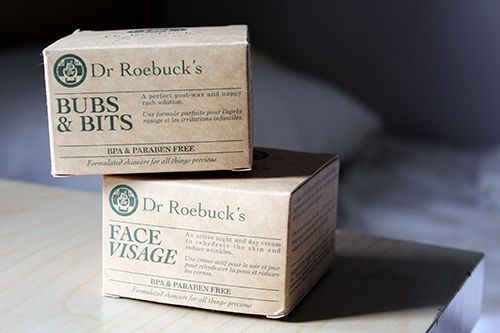 Dr Roebuck's
BUBS
& BITS
A perfect post-wax and nappy
rash solution.
Une formule parfaite pour l'après
rasage et les irritations infantiles
BPA & PARABEN FREE
Formulated skincare for all things precious
Dr Roebuck's
FACE
VISAGE
An active night and day cream
to rehydrate the skin and
reduce wrinkles.
Une crème actif pour le soir et jour
pour réhydrater la peau et réduire
les cernes.
BPA & PARABEN FREE
Formulated skincare for all things precious